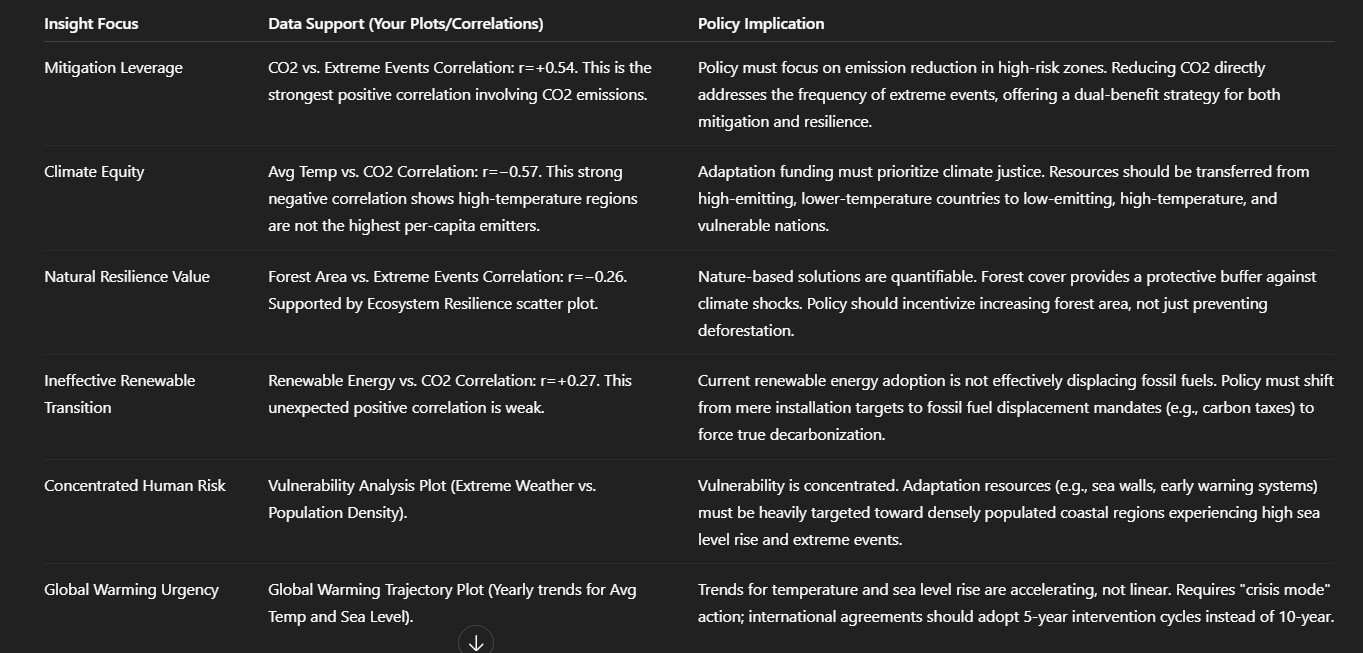 Insight Focus Data Support (Your Plots/Correlations) Policy Implication
Mitigation Leverage CO2 vs. Extreme Events Correlation: r=+0.54. This is the Policy must focus on emission reduction in high-risk zones. Reducing CO2 directly
strongest positive correlation involving CO2 emissions. addresses the frequency of extreme events, offering a dual-benefit strategy for both
mitigation and resilience.
Climate Equity Avg Temp vs. CO2 Correlation: r=−0.57. This strong Adaptation funding must prioritize climate justice. Resources should be transferred from
negative correlation shows high-temperature regions high-emitting, lower-temperature countries to low-emitting, high-temperature, and
are not the highest per-capita emitters. vulnerable nations.
Natural Resilience Value Forest Area vs. Extreme Events Correlation: r=−0.26. Nature-based solutions are quantifiable. Forest cover provides a protective buffer against
Supported by Ecosystem Resilience scatter plot. climate shocks. Policy should incentivize increasing forest area, not just preventing
deforestation.
Ineffective Renewable Renewable Energy vs. CO2 Correlation: r=+0.27. This Current renewable energy adoption is not effectively displacing fossil fuels. Policy must shift
Transition unexpected positive correlation is weak. from mere installation targets to fossil fuel displacement mandates (e.g., carbon taxes) to
force true decarbonization.
Concentrated Human Risk Vulnerability Analysis Plot (Extreme Weather vs. Vulnerability is concentrated. Adaptation resources (e.g., sea walls, early warning systems)
Population Density). must be heavily targeted toward densely populated coastal regions experiencing high sea
level rise and extreme events.
Global Warming Urgency Global Warming Trajectory Plot (Yearly trends for Avg Trends for temperature and sea level rise are accelerating, not linear. Requires "crisis mode"
Temp and Sea Level). action; international agreements should adopt 5-year intervention cycles instead of 10-year.